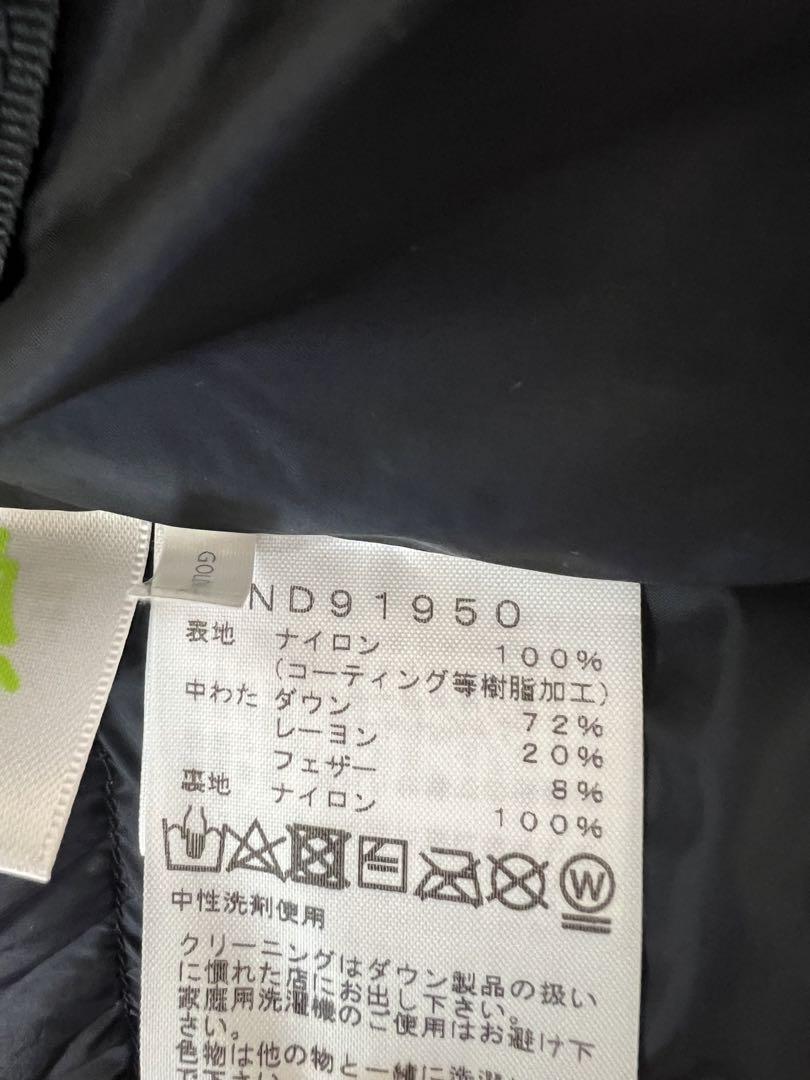 GOL
ND91950
表地 ナイロン 100%
(コーティング等樹脂加工)
中わた ダウン 72%
レーヨン 20%
フェザー 8%
裏地 ナイロン 100%
W
中性洗剤使用
クリーニングはダウン製品の扱い
に慣れた店にお出し下さい。
家庭用洗濯機のご使用はお避け下
さい。
色物は他の物と一緒に洗濯
で下さい